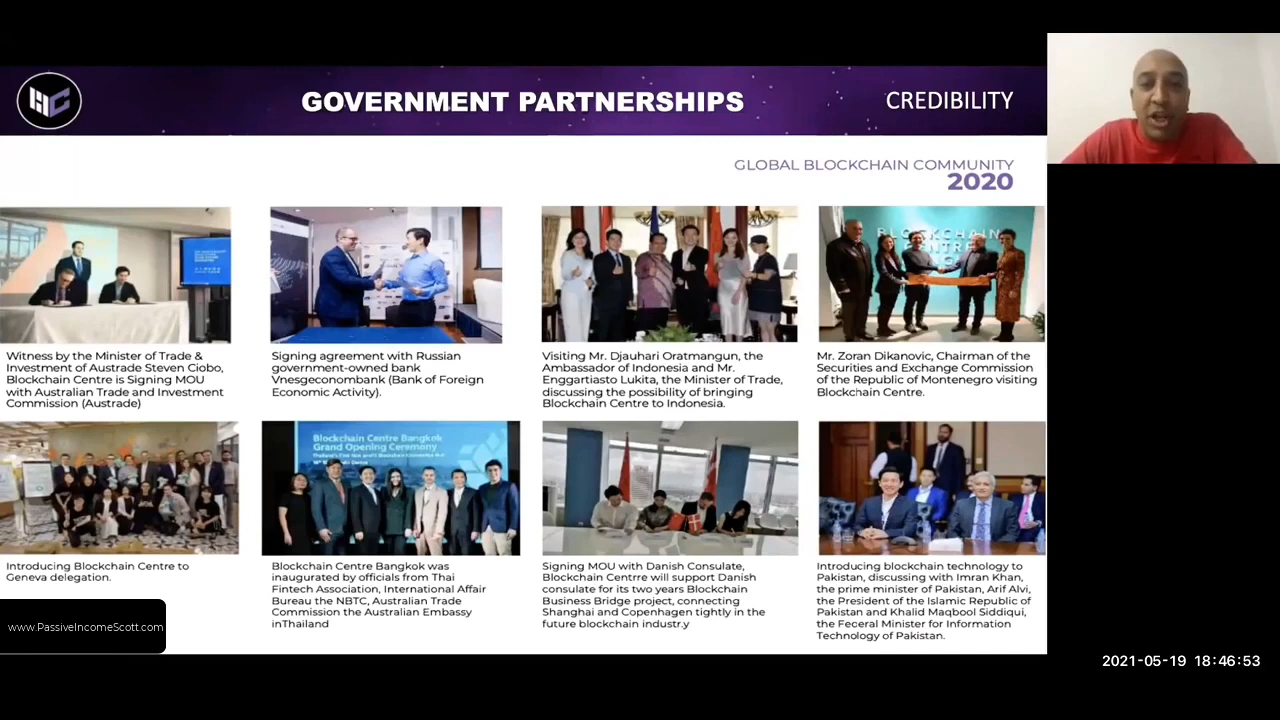 GOVERNMENT PARTNERSHIPS
CREDIBILITY
GLOBAL BLOCKCHAIN COMMUNITY
2020
BLOCKCHAIN
CENTRE
Witness by the Minister of Trade &
Investment of Austrade Steven Ciobo,
Blockchain Centre is Signing MOU
with Australian Trade and Investment
Commission (Austrade)
Signing agreement with Russian
government-owned bank
Vnesgeconombank (Bank of Foreign
Economic Activity).
Visiting Mr. Djauhari Oratmangun, the
Ambassador of Indonesia and Mr.
Enggartiasto Lukita, the Minister of Trade,
discussing the possibility of bringing
Blockchain Centre to Indonesia.
Mr. Zoran Dikanovic, Chairman of the
Securities and Exchange Commission
of the Republic of Montenegro visiting
Blockchain Centre.
Blockchain Centre Bangkok
Grand Opening Ceremony
Introducing Blockchain Centre to
Geneva delegation.
Blockchain Centre Bangkok was
inaugurated by officials from Thai
Fintech Association, International Affair
Bureau the NBTC, Australian Trade
Commission the Australian Embassy
inThailand
Signing MOU with Danish Consulate,
Blockchain Centrre will support Danish
consulate for its two years Blockchain
Business Bridge project, connecting
Shanghai and Copenhagen tightly in the
future blockchain industr.y
Introducing blockchain technology to
Pakistan, discussing with Imran Khan,
the prime minister of Pakistan, Arif Alvi,
the President of the Islamic Republic of
Pakistan and Khalid Maqbool Siddiqui,
the Feceral Minister for Information
Technology of Pakistan.
www.PassiveIncomeScott.com
2021-05-19 18:46:53